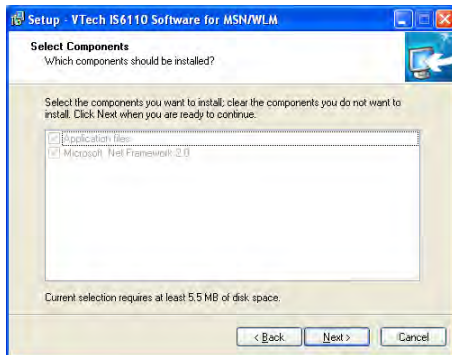 Setup - VTech IS6110 Software for MSN/WLM
Select Components
Which components should be installed?
Select the components you want to install; clear the components you do not want to
install. Click Next when you are ready to continue.
Application files
Microsoft .Net Framework 2.0
Current selection requires at least 5.5 MB of disk space.
< Back
Next >
Cancel